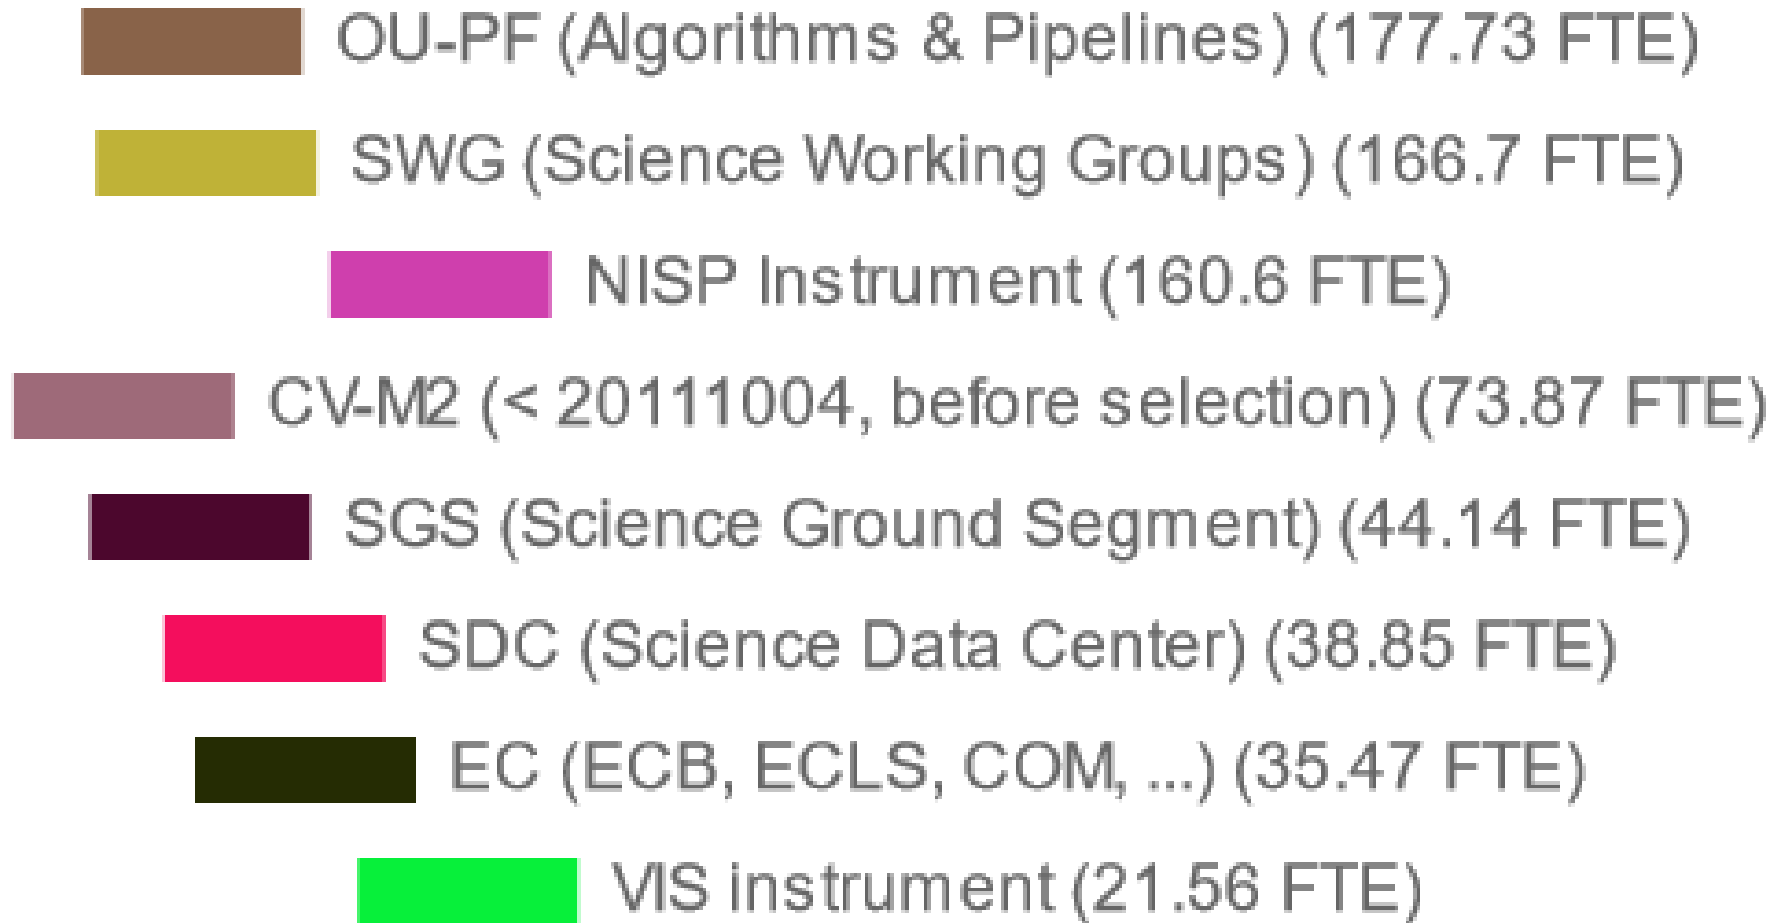 OU-PF (Algorithms & Pipelines) (177.73 FTE)
SWG (Science Working Groups) (166.7 FTE)
NISP Instrument (160.6 FTE)
CV-M2 (< 20111004, before selection) (73.87 FTE)
SGS (Science Ground Segment) (44.14 FTE)
SDC (Science Data Center) (38.85 FTE)
EC (ECB, ECLS, COM, ...) (35.47 FTE)
VIS instrument (21.56 FTE)